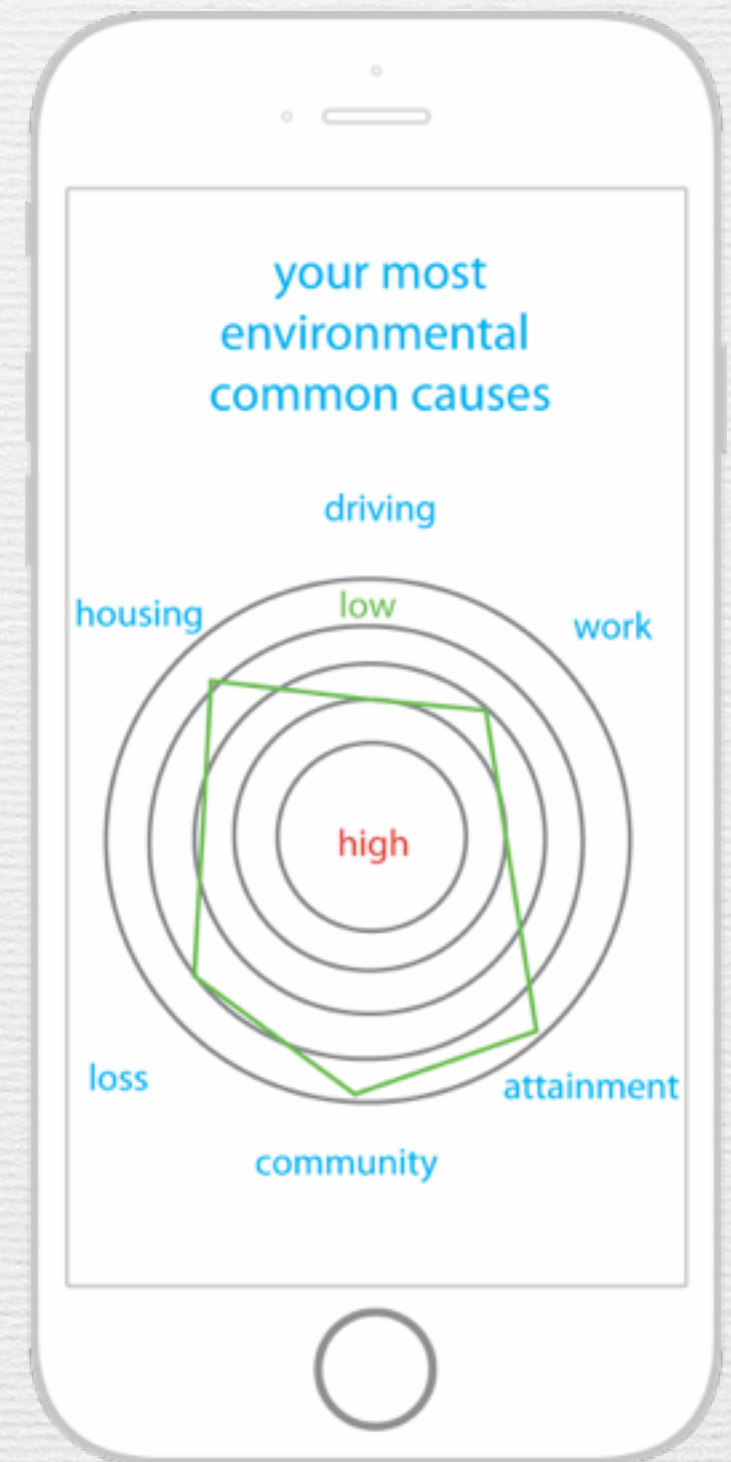 your most
environmental
common causes
driving
housing
low
work
high
loss
attainment
community